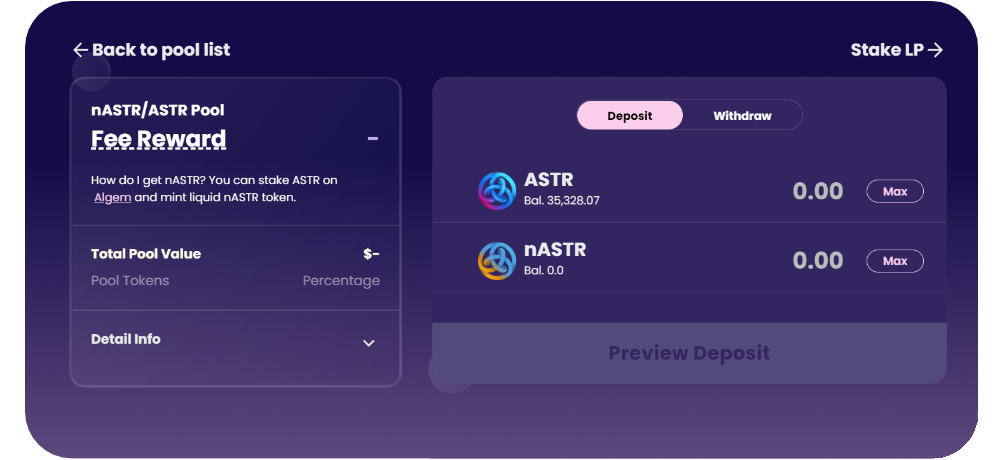 Back to pool list
Stake LP
nASTR/ASTR Pool
Fee Reward –
How do I get nASTR? You can stake ASTR on
Algem and mint liquid nASTR token.
Total Pool Value $-
Pool Tokens Percentage
Detail Info
Deposit Withdraw
ASTR
Bal. 35,328.07
0.00 Max
nASTR
Bal. 0.0
0.00 Max
Preview Deposit